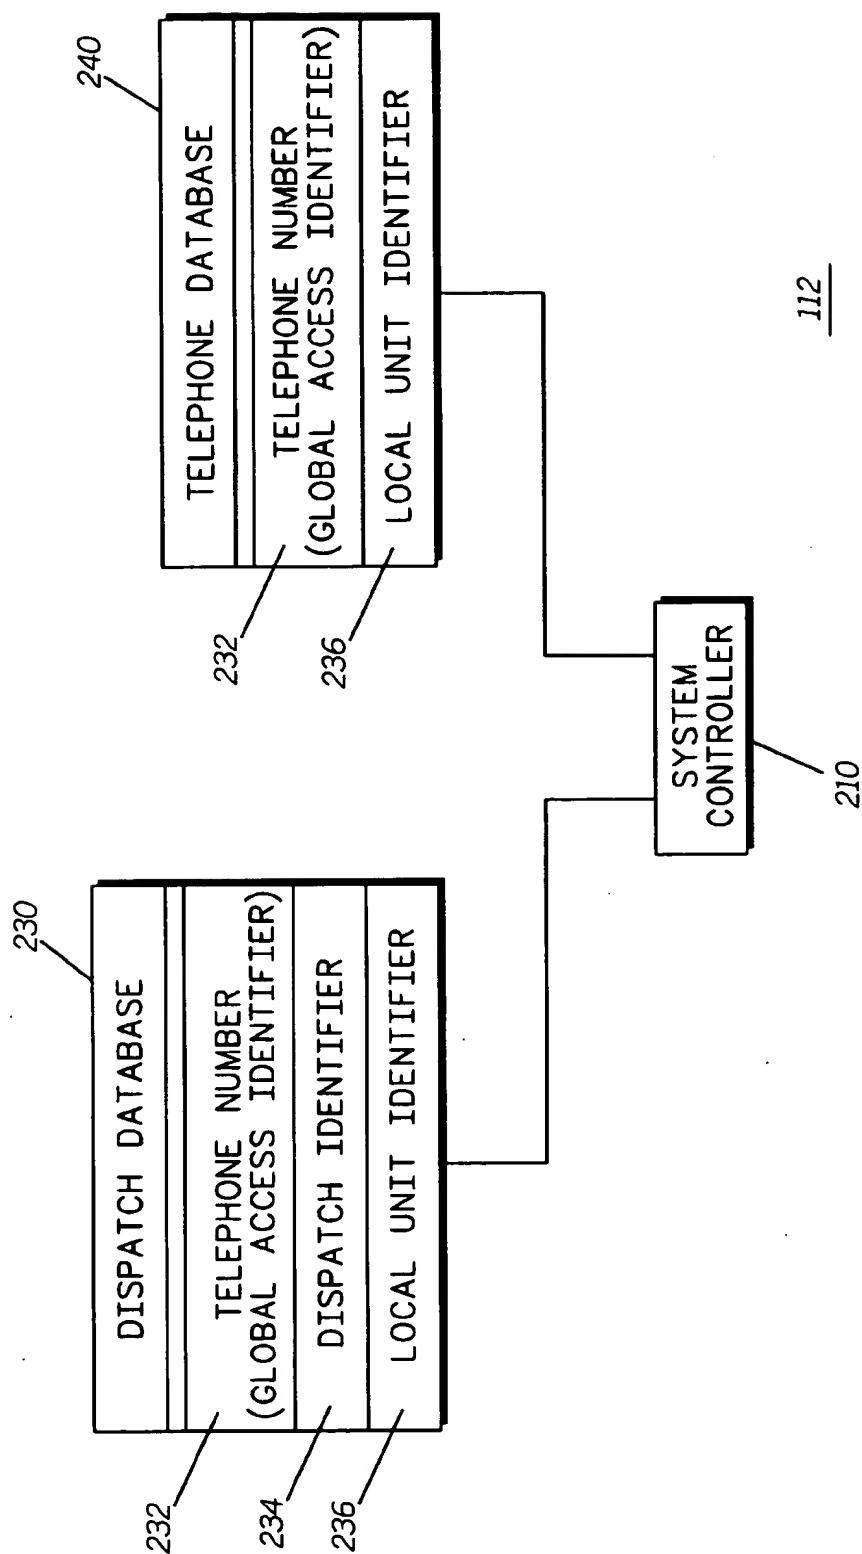 230
DISPATCH DATABASE
232
TELEPHONE NUMBER
(GLOBAL ACCESS IDENTIFIER)
234
DISPATCH IDENTIFIER
236
LOCAL UNIT IDENTIFIER
240
TELEPHONE DATABASE
232
TELEPHONE NUMBER
(GLOBAL ACCESS IDENTIFIER)
236
LOCAL UNIT IDENTIFIER
SYSTEM
CONTROLLER
210
112